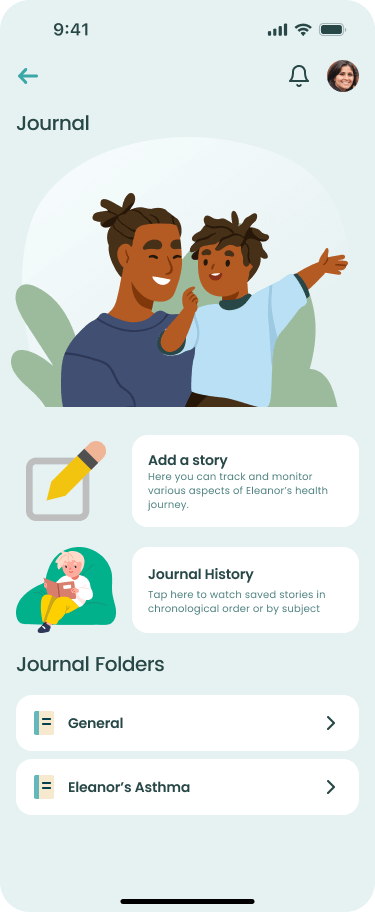 9:41
Journal
Add a story
Here you can track and monitor
various aspects of Eleanor’s health
journey.
Journal History
Tap here to watch saved stories in
chronological order or by subject
Journal Folders
General
Eleanor’s Asthma